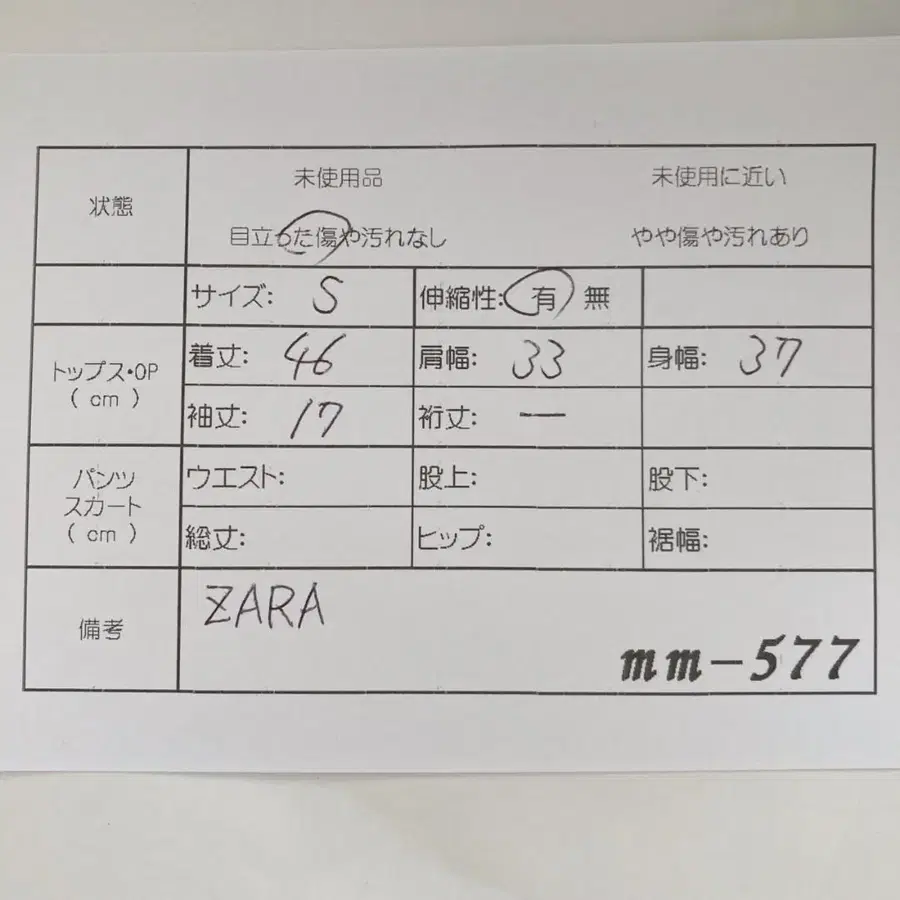 状態
未使用品 未使用に近い
目立った傷や汚れなし やや傷や汚れあり
サイズ: S 伸縮性: 有 無
トップス・OP
( cm )
着丈: 46 肩幅: 33 身幅: 37
袖丈: 17 裄丈: ー
パンツ
スカート
( cm )
ウエスト: 股上: 股下:
総丈: ヒップ: 裾幅:
備考
ZARA
mm-577